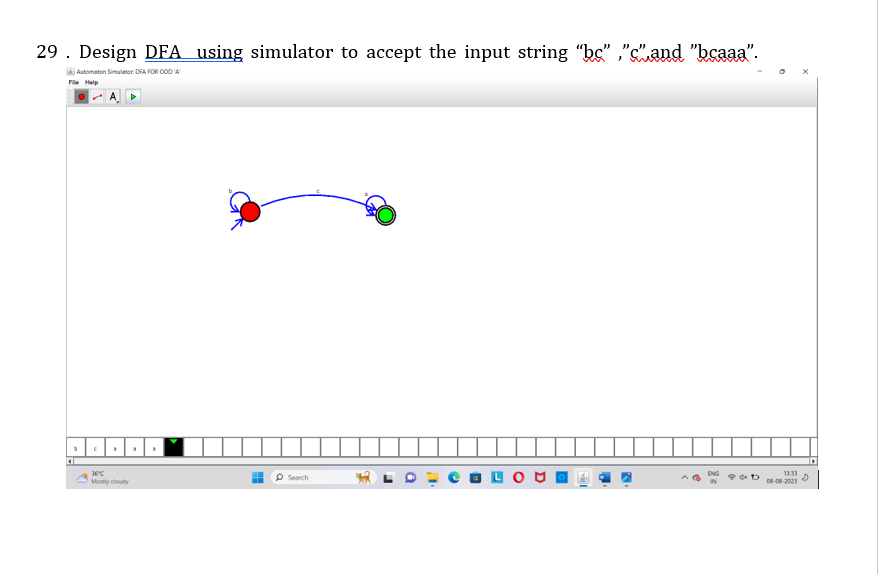 29 . Design DFA using simulator to accept the input string “bc” ,”c”,and ”bcaaa”.
Automaton Simulator: DFA FOR ODD 'A'
File Help
A
b
c
a
b c a a a
36°C
Mostly cloudy
Search
ENG
IN
13:33
08-08-2023